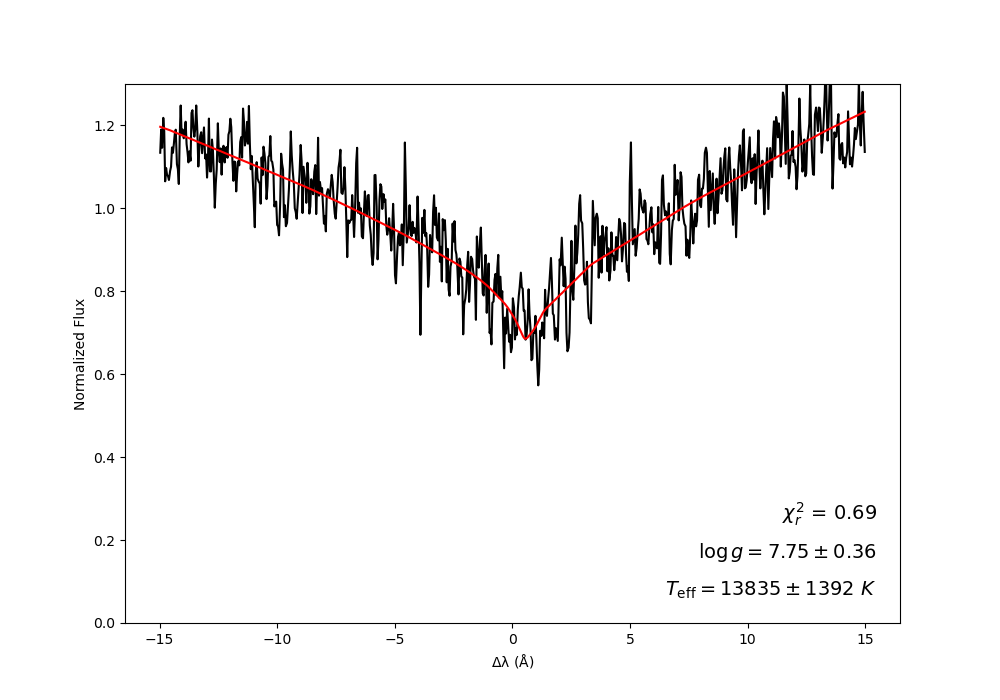 Normalized Flux
1.2
1.0
0.8
0.6
0.4
0.2
0.0
χ²ᵣ = 0.69
log g = 7.75 ± 0.36
T_eff = 13835 ± 1392 K
−15 −10 −5 0 5 10 15
Δλ (Å)